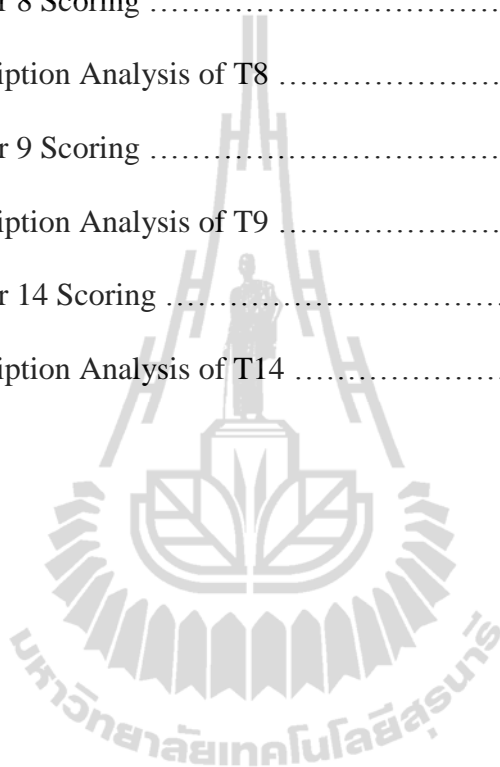 r 8 Scoring ..............................
iption Analysis of T8 ....................
r 9 Scoring ..............................
iption Analysis of T9 ....................
r 14 Scoring .............................
iption Analysis of T14 ...................
มหาวิทยาลัยเทคโนโลยีสุรนารี